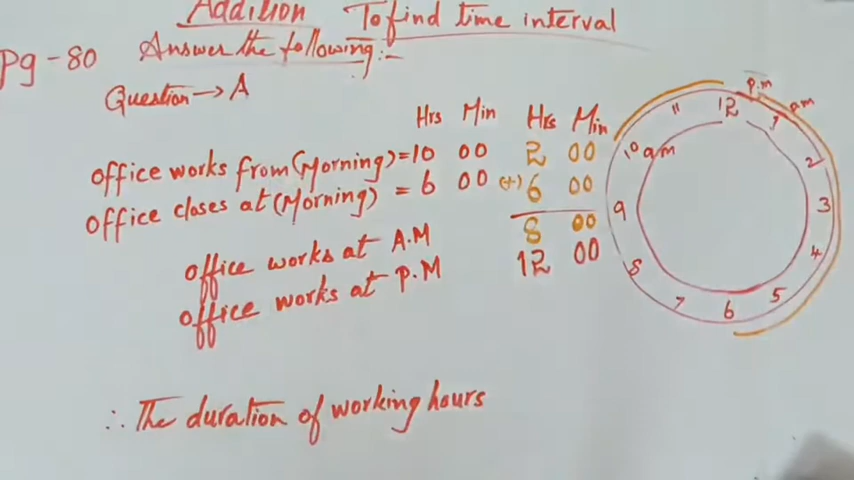 Addition To find time interval
Pg - 80 Answer the following:-
Question → A
Hrs Min Hrs Min
office works from (Morning) = 10 00 2 00
office closes at (Morning) = 6 00 (+) 6 00
8 00
office works at A.M
12 00
office works at P.M
∴ The duration of working hours
p.m
am
12
1
2
3
4
5
6
7
8
9
10 am
11